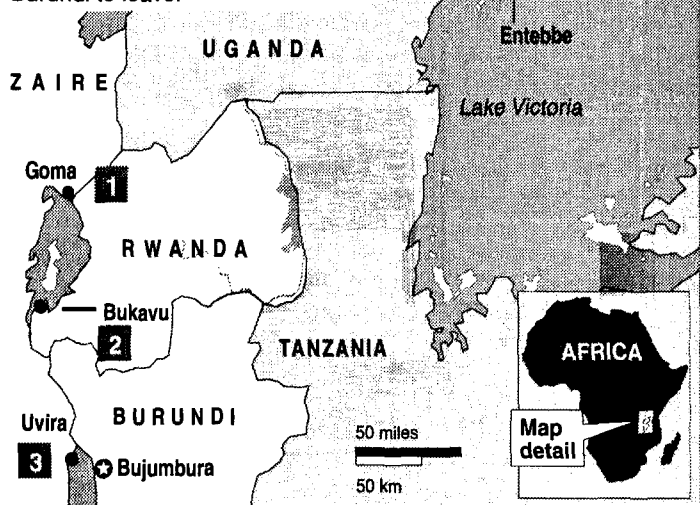 Burundi to leave.
UGANDA
Entebbe
ZAIRE
Lake Victoria
Goma
1
RWANDA
Bukavu
2
TANZANIA
AFRICA
Uvira
BURUNDI
50 miles
Map
detail
3
Bujumbura
50 km